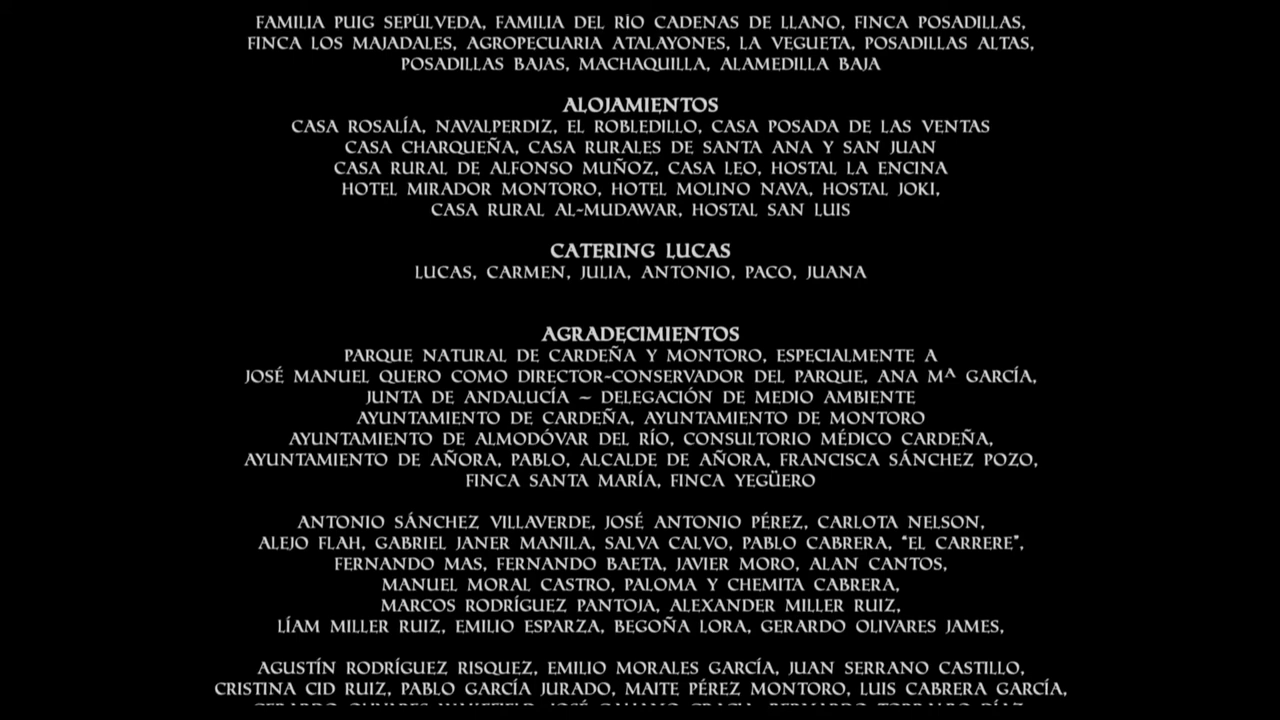 FAMILIA PUIG SEPÚLVEDA, FAMILIA DEL RÍO CADENAS DE LLANO, FINCA POSADILLAS,
FINCA LOS MAJADALES, AGROPECUARIA ATALAYONES, LA VEGUETA, POSADILLAS ALTAS,
POSADILLAS BAJAS, MACHAQUILLA, ALAMEDILLA BAJA
ALOJAMIENTOS
CASA ROSALÍA, NAVALPERDIZ, EL ROBLEDILLO, CASA POSADA DE LAS VENTAS
CASA CHARQUEÑA, CASA RURALES DE SANTA ANA Y SAN JUAN
CASA RURAL DE ALFONSO MUÑOZ, CASA LEO, HOSTAL LA ENCINA
HOTEL MIRADOR MONTORO, HOTEL MOLINO NAVA, HOSTAL JOKI,
CASA RURAL AL-MUDAWAR, HOSTAL SAN LUIS
CATERING LUCAS
LUCAS, CARMEN, JULIA, ANTONIO, PACO, JUANA
AGRADECIMIENTOS
PARQUE NATURAL DE CARDEÑA Y MONTORO, ESPECIALMENTE A
JOSÉ MANUEL QUERO COMO DIRECTOR-CONSERVADOR DEL PARQUE, ANA Mª GARCÍA,
JUNTA DE ANDALUCÍA – DELEGACIÓN DE MEDIO AMBIENTE
AYUNTAMIENTO DE CARDEÑA, AYUNTAMIENTO DE MONTORO
AYUNTAMIENTO DE ALMODÓVAR DEL RÍO, CONSULTORIO MÉDICO CARDEÑA,
AYUNTAMIENTO DE AÑORA, PABLO, ALCALDE DE AÑORA, FRANCISCA SÁNCHEZ POZO,
FINCA SANTA MARÍA, FINCA YEGÜERO
ANTONIO SÁNCHEZ VILLAVERDE, JOSÉ ANTONIO PÉREZ, CARLOTA NELSON,
ALEJO FLAH, GABRIEL JANER MANILA, SALVA CALVO, PABLO CABRERA, "EL CARRERE",
FERNANDO MAS, FERNANDO BAETA, JAVIER MORO, ALAN CANTOS,
MANUEL MORAL CASTRO, PALOMA Y CHEMITA CABRERA,
MARCOS RODRÍGUEZ PANTOJA, ALEXANDER MILLER RUIZ,
LÍAM MILLER RUIZ, EMILIO ESPARZA, BEGOÑA LORA, GERARDO OLIVARES JAMES,
AGUSTÍN RODRÍGUEZ RISQUEZ, EMILIO MORALES GARCÍA, JUAN SERRANO CASTILLO,
CRISTINA CID RUIZ, PABLO GARCÍA JURADO, MAITE PÉREZ MONTORO, LUIS CABRERA GARCÍA,